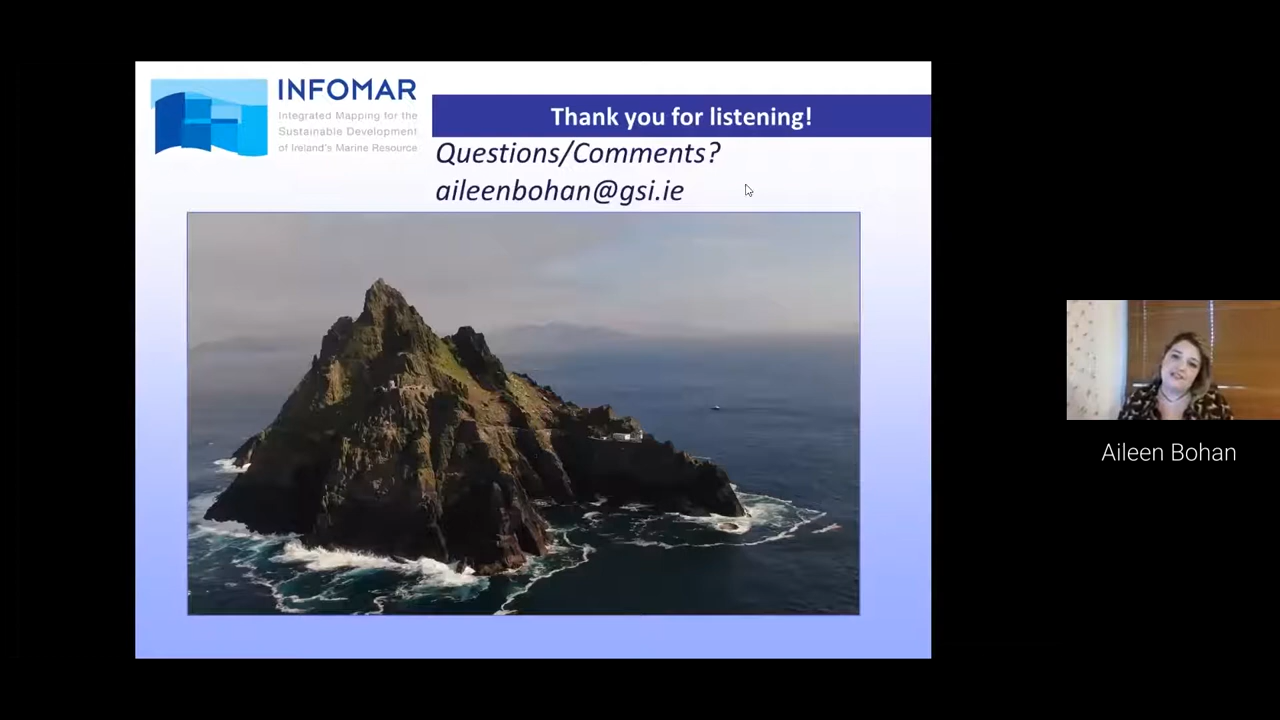 INFOMAR
Integrated Mapping for the
Sustainable Development
of Ireland's Marine Resource
Thank you for listening!
Questions/Comments?
aileenbohan@gsi.ie
Aileen Bohan